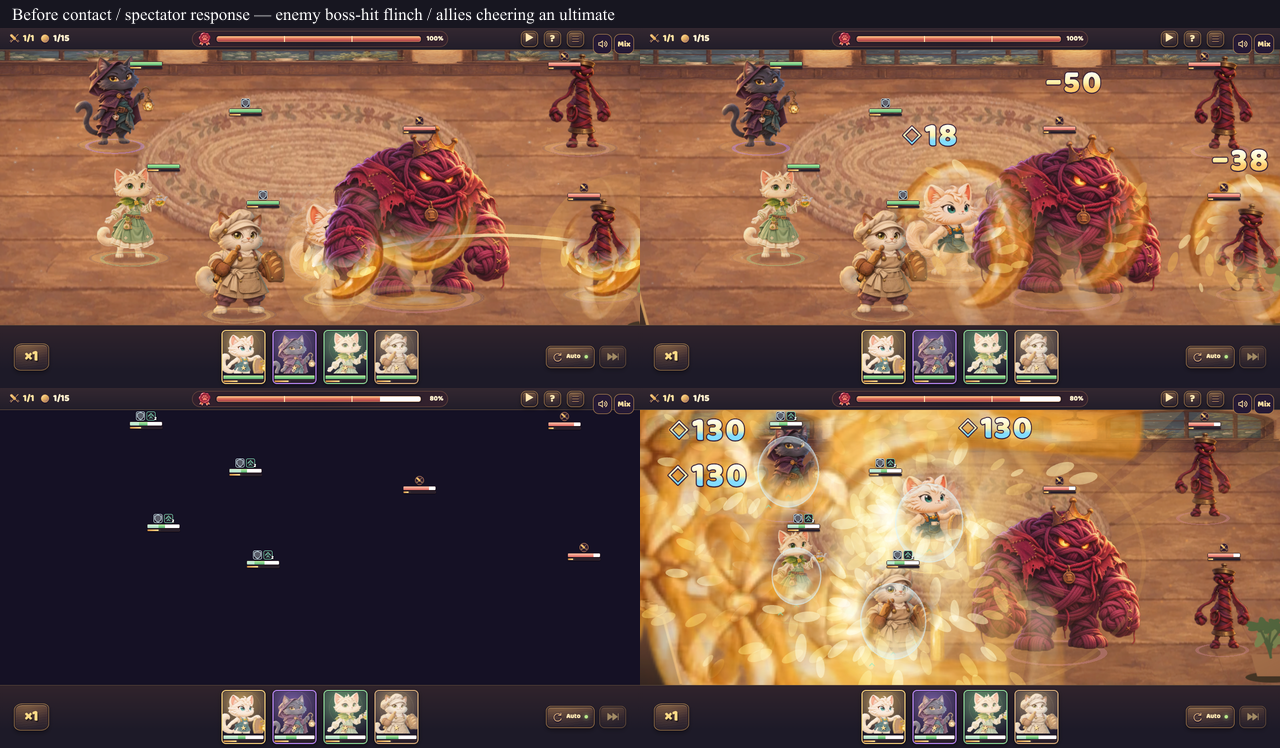 Before contact / spectator response — enemy boss-hit flinch / allies cheering an ultimate
1/1 1/15 100% ? Mix
1/1 1/15 100% ? Mix
-50
18
-38
×1 Auto
×1 Auto
1/1 1/15 80% ? Mix
1/1 1/15 80% ? Mix
130 130
130
×1 Auto
×1 Auto